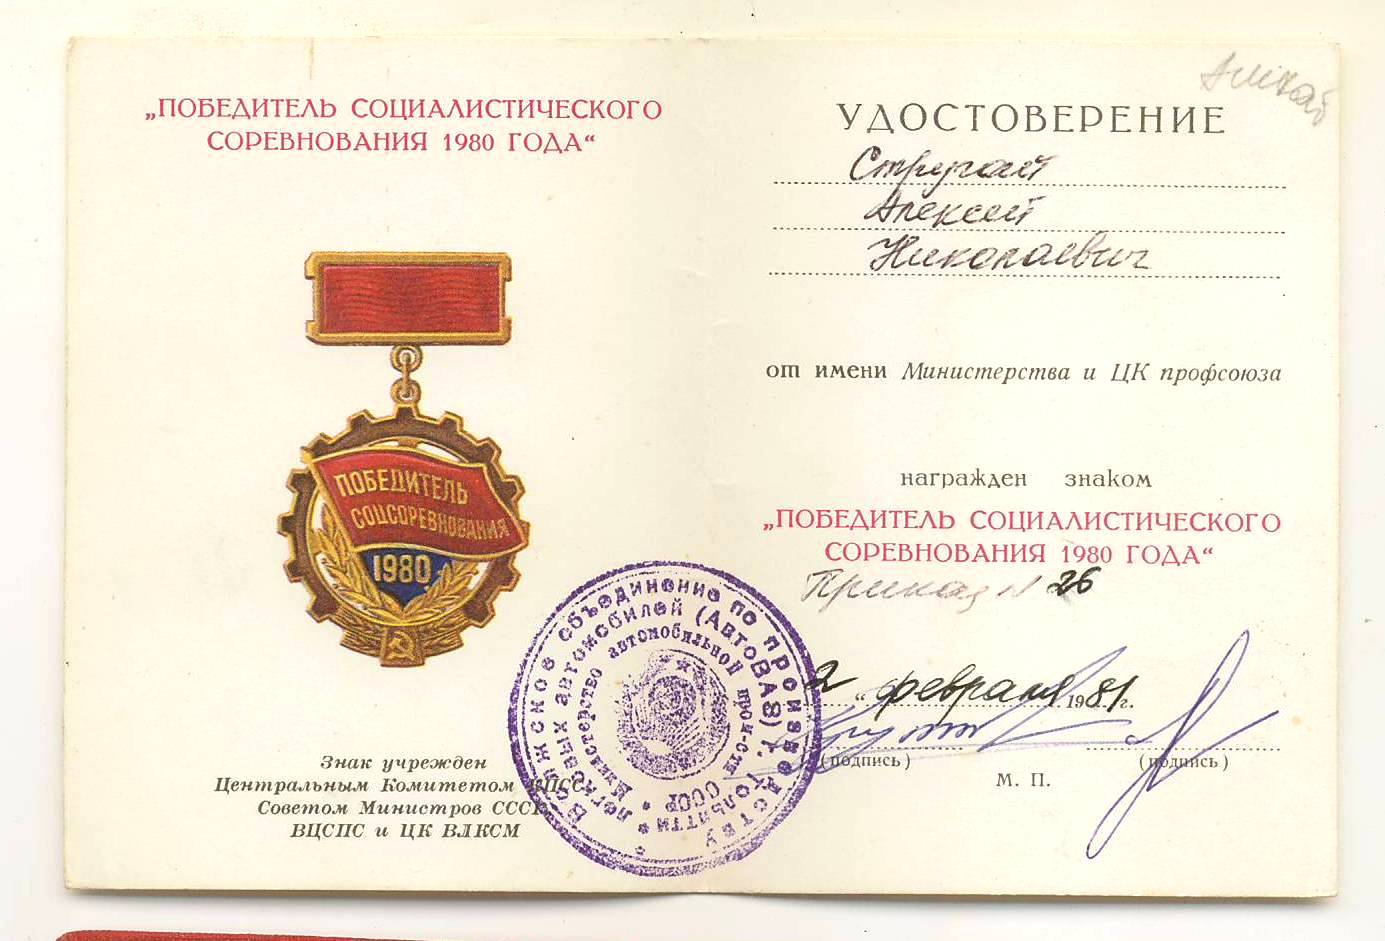 „ПОБЕДИТЕЛЬ СОЦИАЛИСТИЧЕСКОГО
СОРЕВНОВАНИЯ 1980 ГОДА“
ПОБЕДИТЕЛЬ
СОЦСОРЕВНОВАНИЯ
1980
Знак учрежден
Центральным Комитетом КПСС,
Советом Министров СССР,
ВЦСПС и ЦК ВЛКСМ
УДОСТОВЕРЕНИЕ
Алексей
Николаевич
от имени Министерства и ЦК профсоюза
награжден знаком
„ПОБЕДИТЕЛЬ СОЦИАЛИСТИЧЕСКОГО
СОРЕВНОВАНИЯ 1980 ГОДА“
Приказ N 26
2 “ февраля 1981 г.
(подпись) (подпись)
М. П.
Волжское объединение по производству
легковых автомобилей (АвтоВАЗ) г. Тольятти
Министерство автомобильной пром-сти СССР